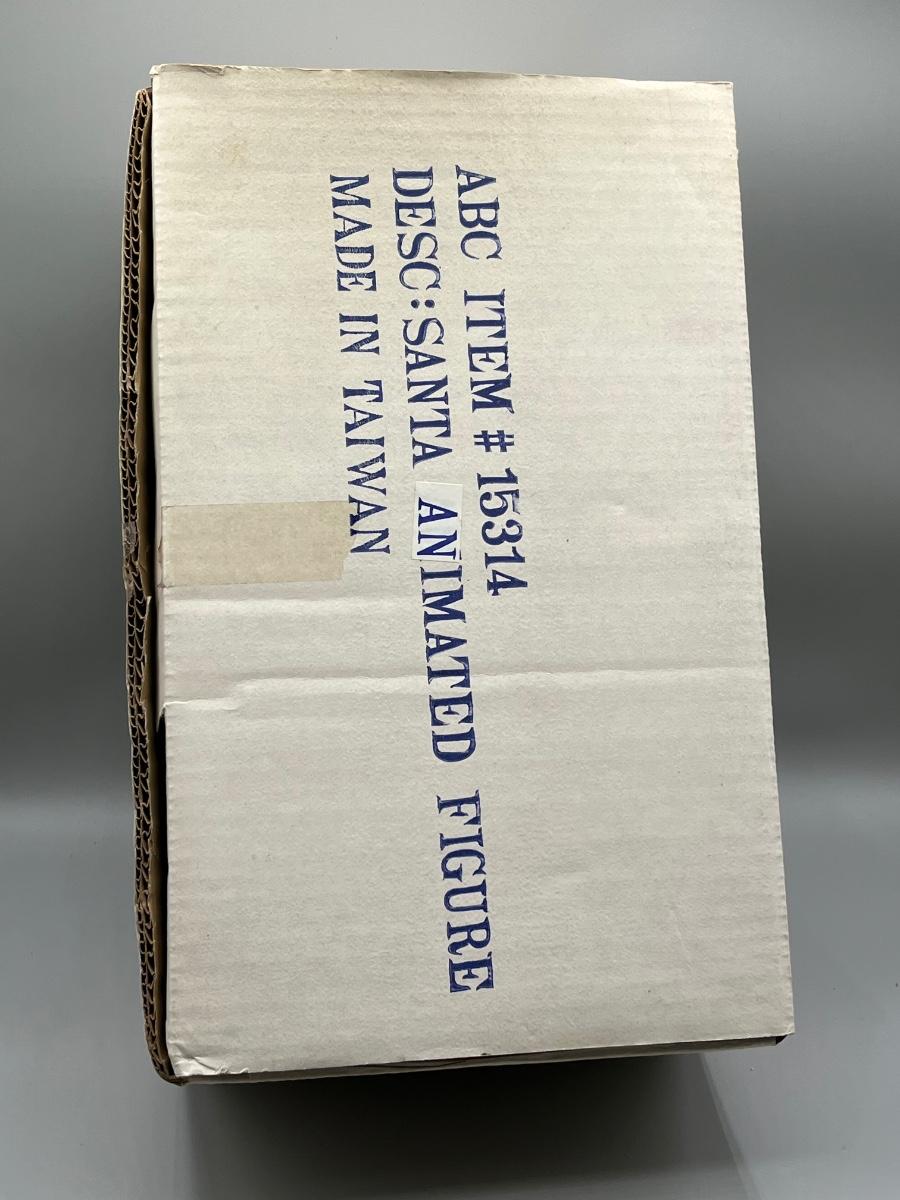 ABC ITEM # 15314
DESC:SANTA ANIMATED FIGURE
MADE IN TAIWAN